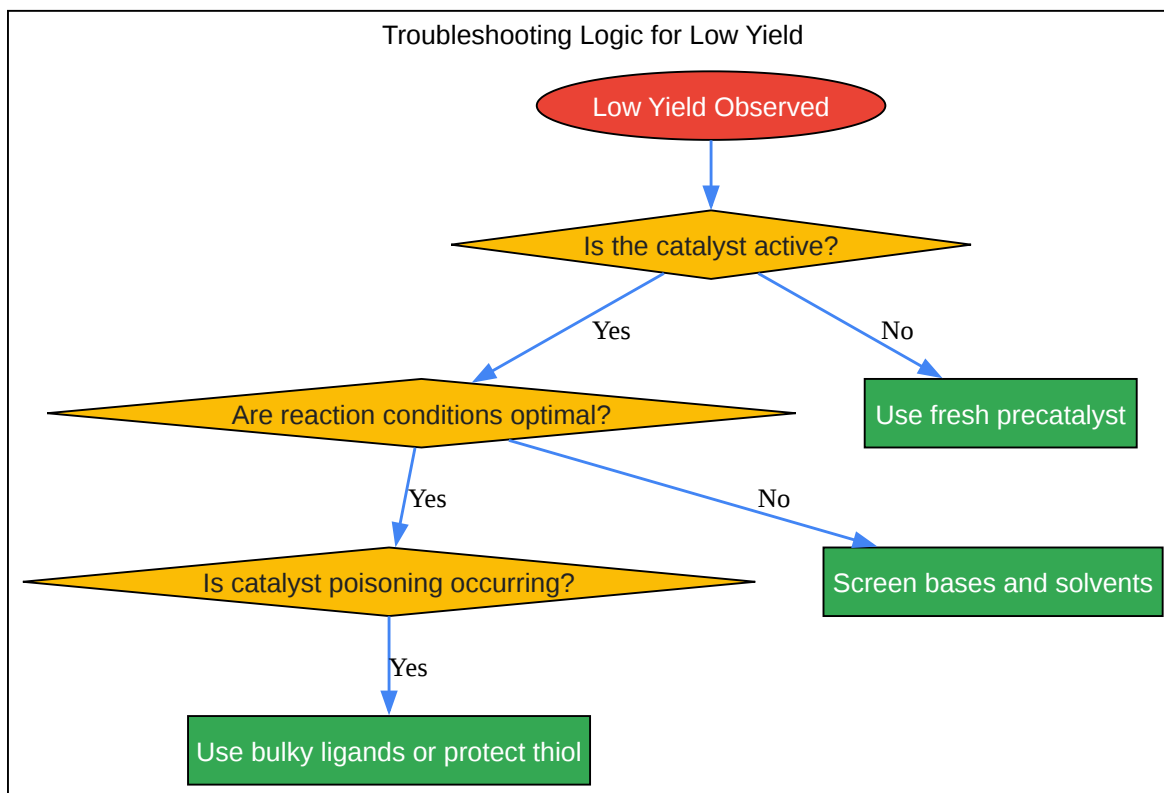 Troubleshooting Logic for Low Yield
Low Yield Observed
Is the catalyst active?
Yes
No
Are reaction conditions optimal?
Use fresh precatalyst
Yes
No
Is catalyst poisoning occurring?
Screen bases and solvents
Yes
Use bulky ligands or protect thiol